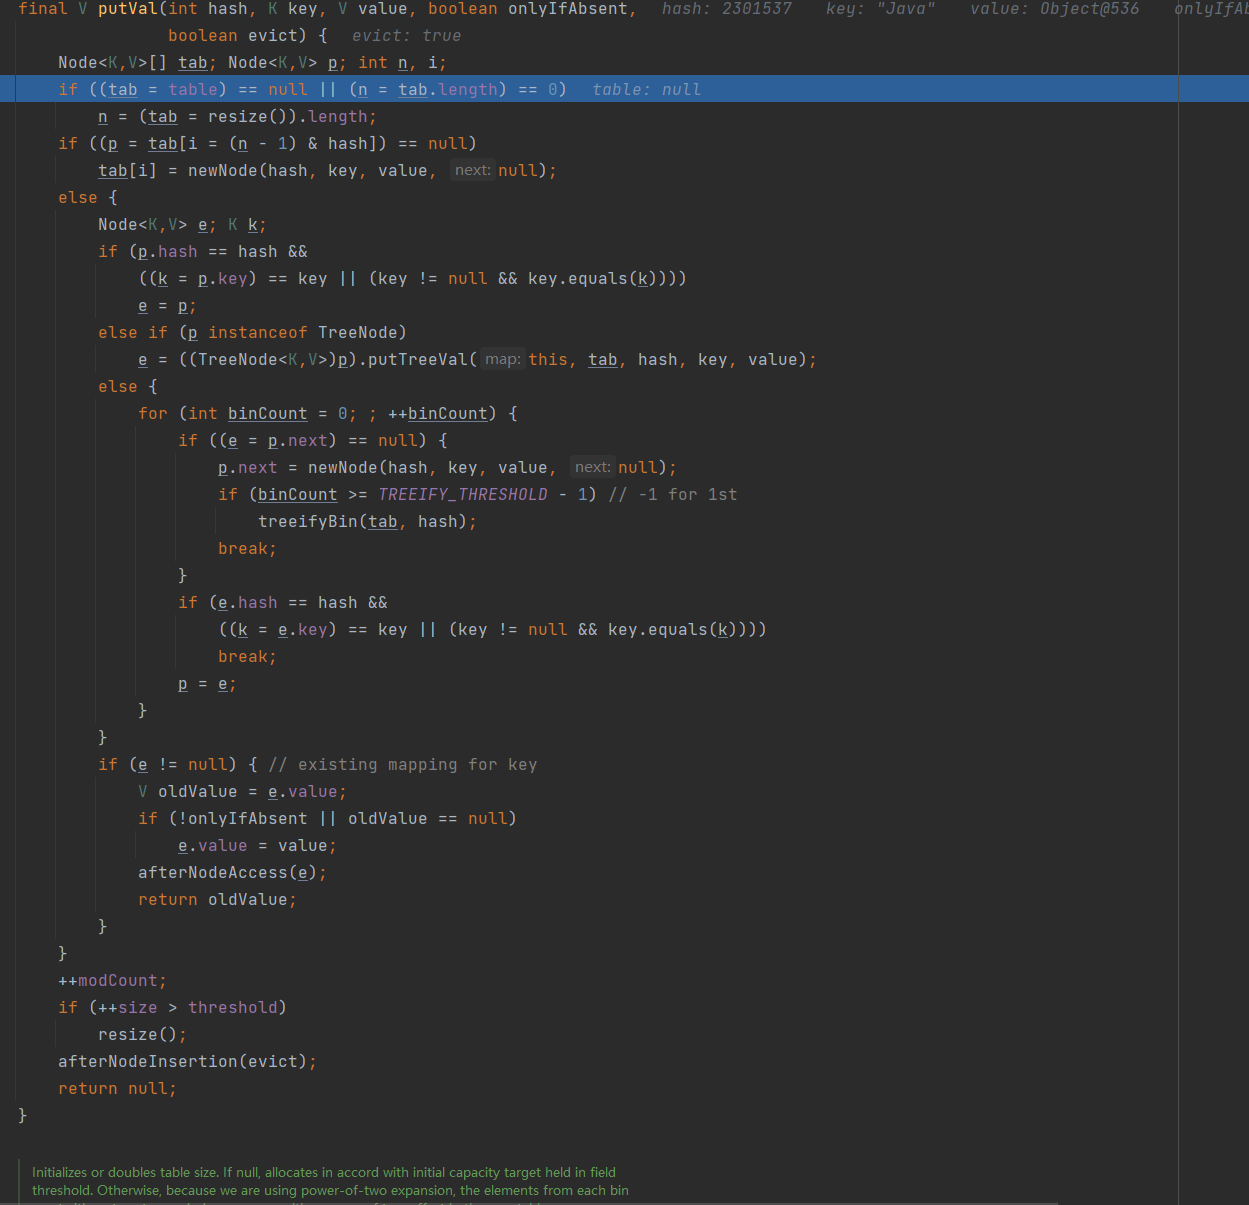 final V putVal(int hash, K key, V value, boolean onlyIfAbsent,   hash: 2301537   key: "Java"   value: Object@536   onlyIfAb
               boolean evict) {   evict: true
    Node<K,V>[] tab; Node<K,V> p; int n, i;
    if ((tab = table) == null || (n = tab.length) == 0)   table: null
        n = (tab = resize()).length;
    if ((p = tab[i = (n - 1) & hash]) == null)
        tab[i] = newNode(hash, key, value, next: null);
    else {
        Node<K,V> e; K k;
        if (p.hash == hash &&
            ((k = p.key) == key || (key != null && key.equals(k))))
            e = p;
        else if (p instanceof TreeNode)
            e = ((TreeNode<K,V>)p).putTreeVal( map: this, tab, hash, key, value);
        else {
            for (int binCount = 0; ; ++binCount) {
                if ((e = p.next) == null) {
                    p.next = newNode(hash, key, value, next: null);
                    if (binCount >= TREEIFY_THRESHOLD - 1) // -1 for 1st
                        treeifyBin(tab, hash);
                    break;
                }
                if (e.hash == hash &&
                    ((k = e.key) == key || (key != null && key.equals(k))))
                    break;
                p = e;
            }
        }
        if (e != null) { // existing mapping for key
            V oldValue = e.value;
            if (!onlyIfAbsent || oldValue == null)
                e.value = value;
            afterNodeAccess(e);
            return oldValue;
        }
    }
    ++modCount;
    if (++size > threshold)
        resize();
    afterNodeInsertion(evict);
    return null;
}
Initializes or doubles table size. If null, allocates in accord with initial capacity target held in field
threshold. Otherwise, because we are using power-of-two expansion, the elements from each bin